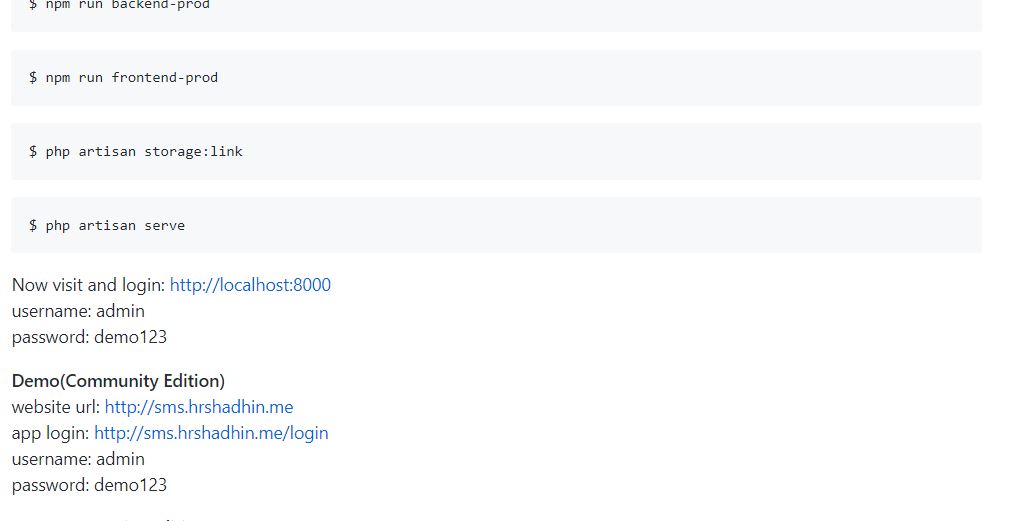 $ npm run backend-prod
$ npm run frontend-prod
$ php artisan storage:link
$ php artisan serve
Now visit and login: http://localhost:8000
username: admin
password: demo123
Demo(Community Edition)
website url: http://sms.hrshadhin.me
app login: http://sms.hrshadhin.me/login
username: admin
password: demo123